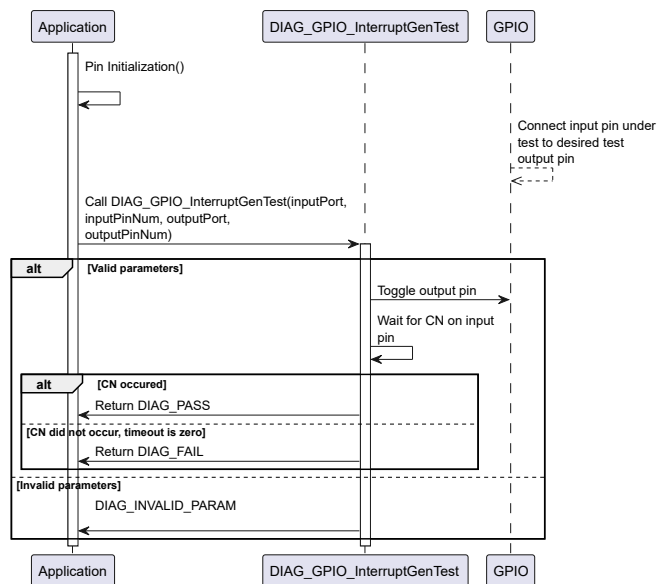 Application
DIAG_GPIO_InterruptGenTest
GPIO
Pin Initialization()
Connect input pin under
test to desired test
output pin
Call DIAG_GPIO_InterruptGenTest(inputPort,
inputPinNum, outputPort,
outputPinNum)
alt
[Valid parameters]
Toggle output pin
Wait for CN on input
pin
alt
[CN occured]
Return DIAG_PASS
[CN did not occur, timeout is zero]
Return DIAG_FAIL
[Invalid parameters]
DIAG_INVALID_PARAM
Application
DIAG_GPIO_InterruptGenTest
GPIO